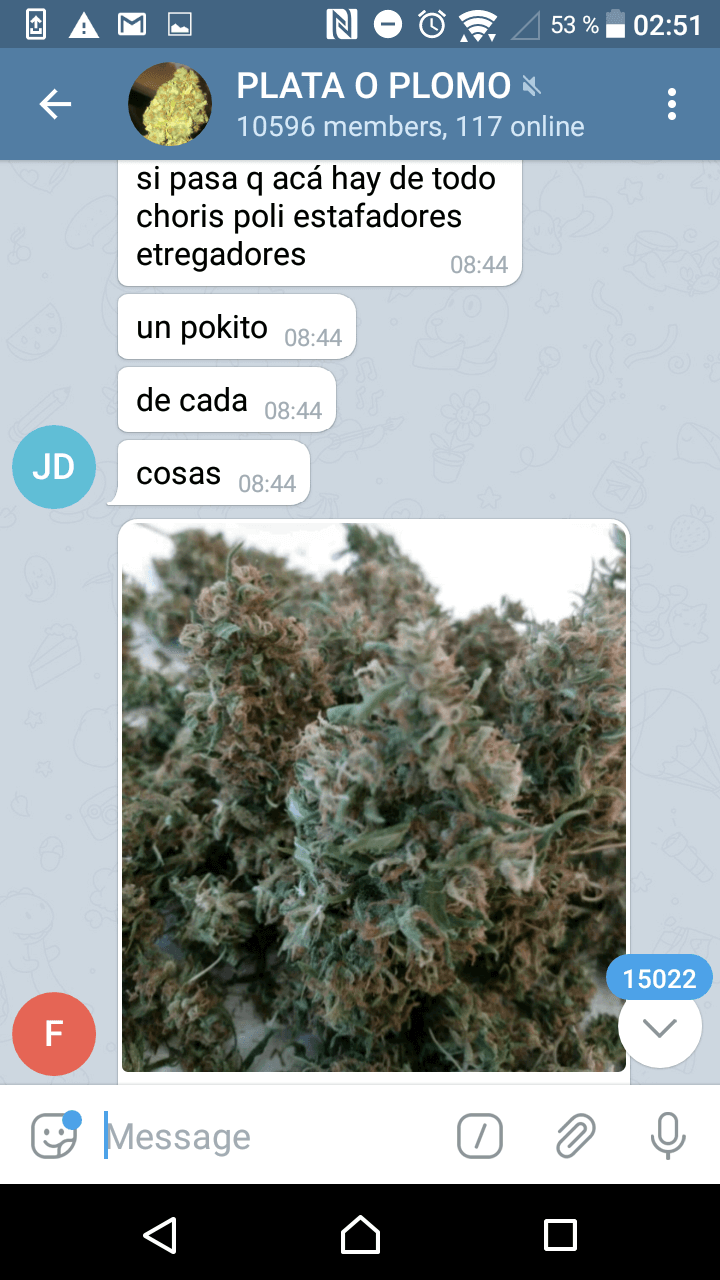 53 % 02:51
PLATA O PLOMO
10596 members, 117 online
si pasa q acá hay de todo
choris poli estafadores
etregadores 08:44
un pokito 08:44
de cada 08:44
JD
cosas 08:44
15022
F
Message